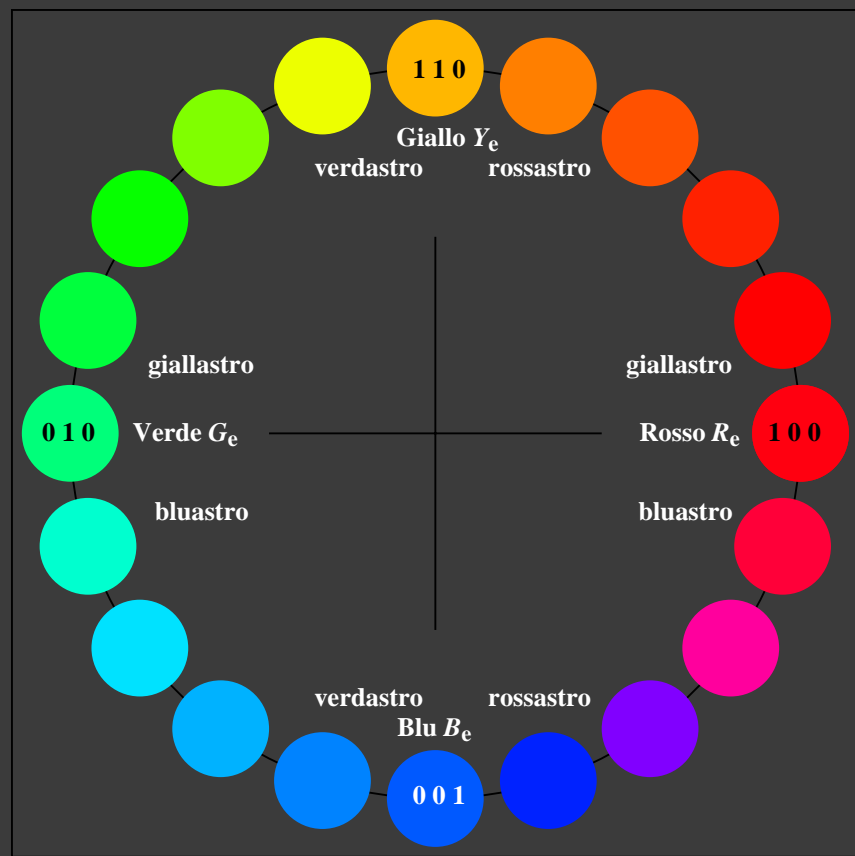 1 1 0
Giallo Ye
verdastro rossastro
giallastro giallastro
0 1 0 Verde Ge Rosso Re 1 0 0
bluastro bluastro
verdastro rossastro
Blu Be
0 0 1